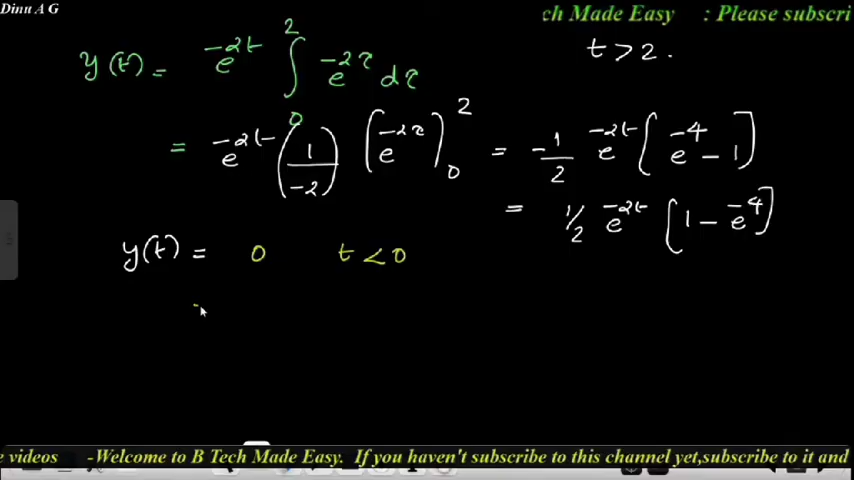 Dinu A G
ch Made Easy : Please subscri
y(t) = e^{-2t} ∫_0^2 e^{-2τ} dτ
t > 2.
= e^{-2t} (1/-2) [e^{-2τ}]_0^2 = -1/2 e^{-2t} [e^{-4} - 1]
= 1/2 e^{-2t} [1 - e^{-4}]
y(t) = 0 t < 0
e videos -Welcome to B Tech Made Easy. If you haven't subscribe to this channel yet,subscribe to it and